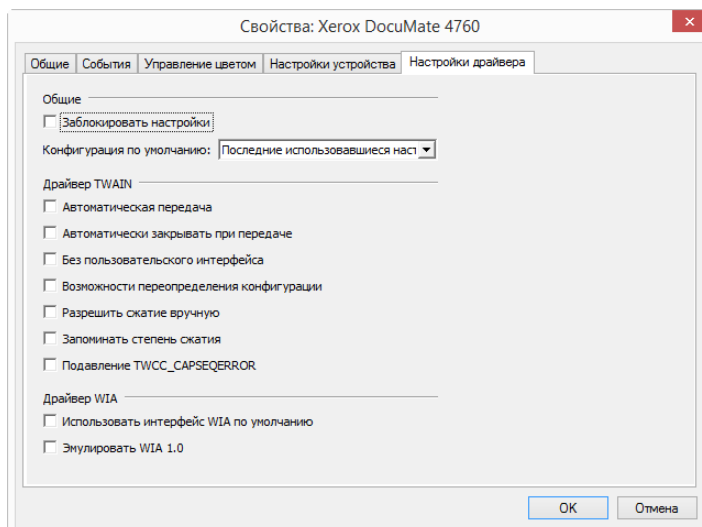 Свойства: Xerox DocuMate 4760
Общие События Управление цветом Настройки устройства Настройки драйвера
Общие
Заблокировать настройки
Конфигурация по умолчанию: Последние использовавшиеся наст
Драйвер TWAIN
Автоматическая передача
Автоматически закрывать при передаче
Без пользовательского интерфейса
Возможности переопределения конфигурации
Разрешить сжатие вручную
Запоминать степень сжатия
Подавление TWCC_CAPSEQERROR
Драйвер WIA
Использовать интерфейс WIA по умолчанию
Эмулировать WIA 1.0
OK Отмена